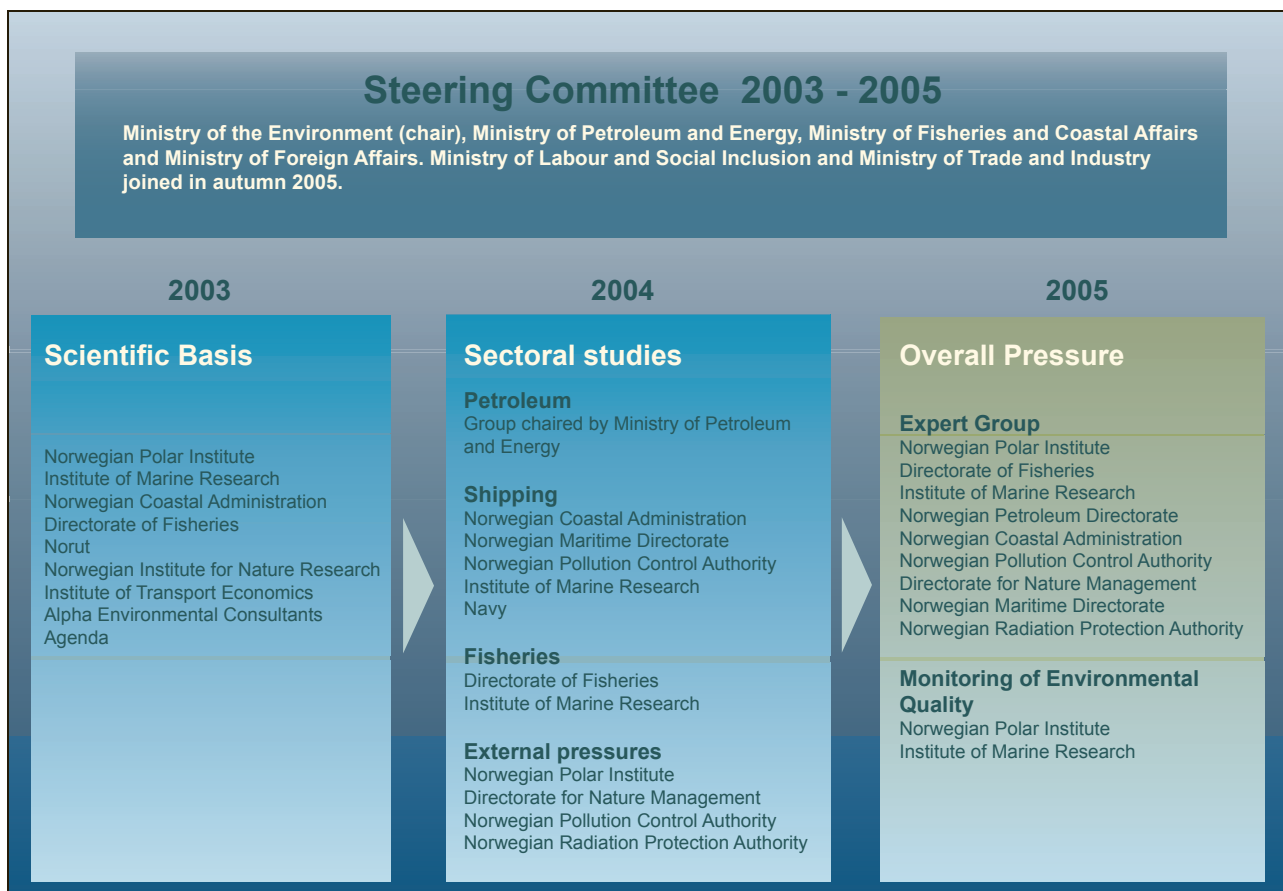 Steering Committee 2003 - 2005
Ministry of the Environment (chair), Ministry of Petroleum and Energy, Ministry of Fisheries and Coastal Affairs
and Ministry of Foreign Affairs. Ministry of Labour and Social Inclusion and Ministry of Trade and Industry
joined in autumn 2005.
2003
Scientific Basis
Norwegian Polar Institute
Institute of Marine Research
Norwegian Coastal Administration
Directorate of Fisheries
Norut
Norwegian Institute for Nature Research
Institute of Transport Economics
Alpha Environmental Consultants
Agenda
2004
Sectoral studies
Petroleum
Group chaired by Ministry of Petroleum
and Energy
Shipping
Norwegian Coastal Administration
Norwegian Maritime Directorate
Norwegian Pollution Control Authority
Institute of Marine Research
Navy
Fisheries
Directorate of Fisheries
Institute of Marine Research
External pressures
Norwegian Polar Institute
Directorate for Nature Management
Norwegian Pollution Control Authority
Norwegian Radiation Protection Authority
2005
Overall Pressure
Expert Group
Norwegian Polar Institute
Directorate of Fisheries
Institute of Marine Research
Norwegian Petroleum Directorate
Norwegian Coastal Administration
Norwegian Pollution Control Authority
Directorate for Nature Management
Norwegian Maritime Directorate
Norwegian Radiation Protection Authority
Monitoring of Environmental
Quality
Norwegian Polar Institute
Institute of Marine Research